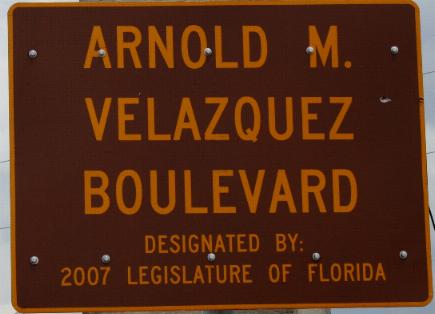 ARNOLD M.
VELAZQUEZ
BOULEVARD
DESIGNATED BY:
2007 LEGISLATURE OF FLORIDA